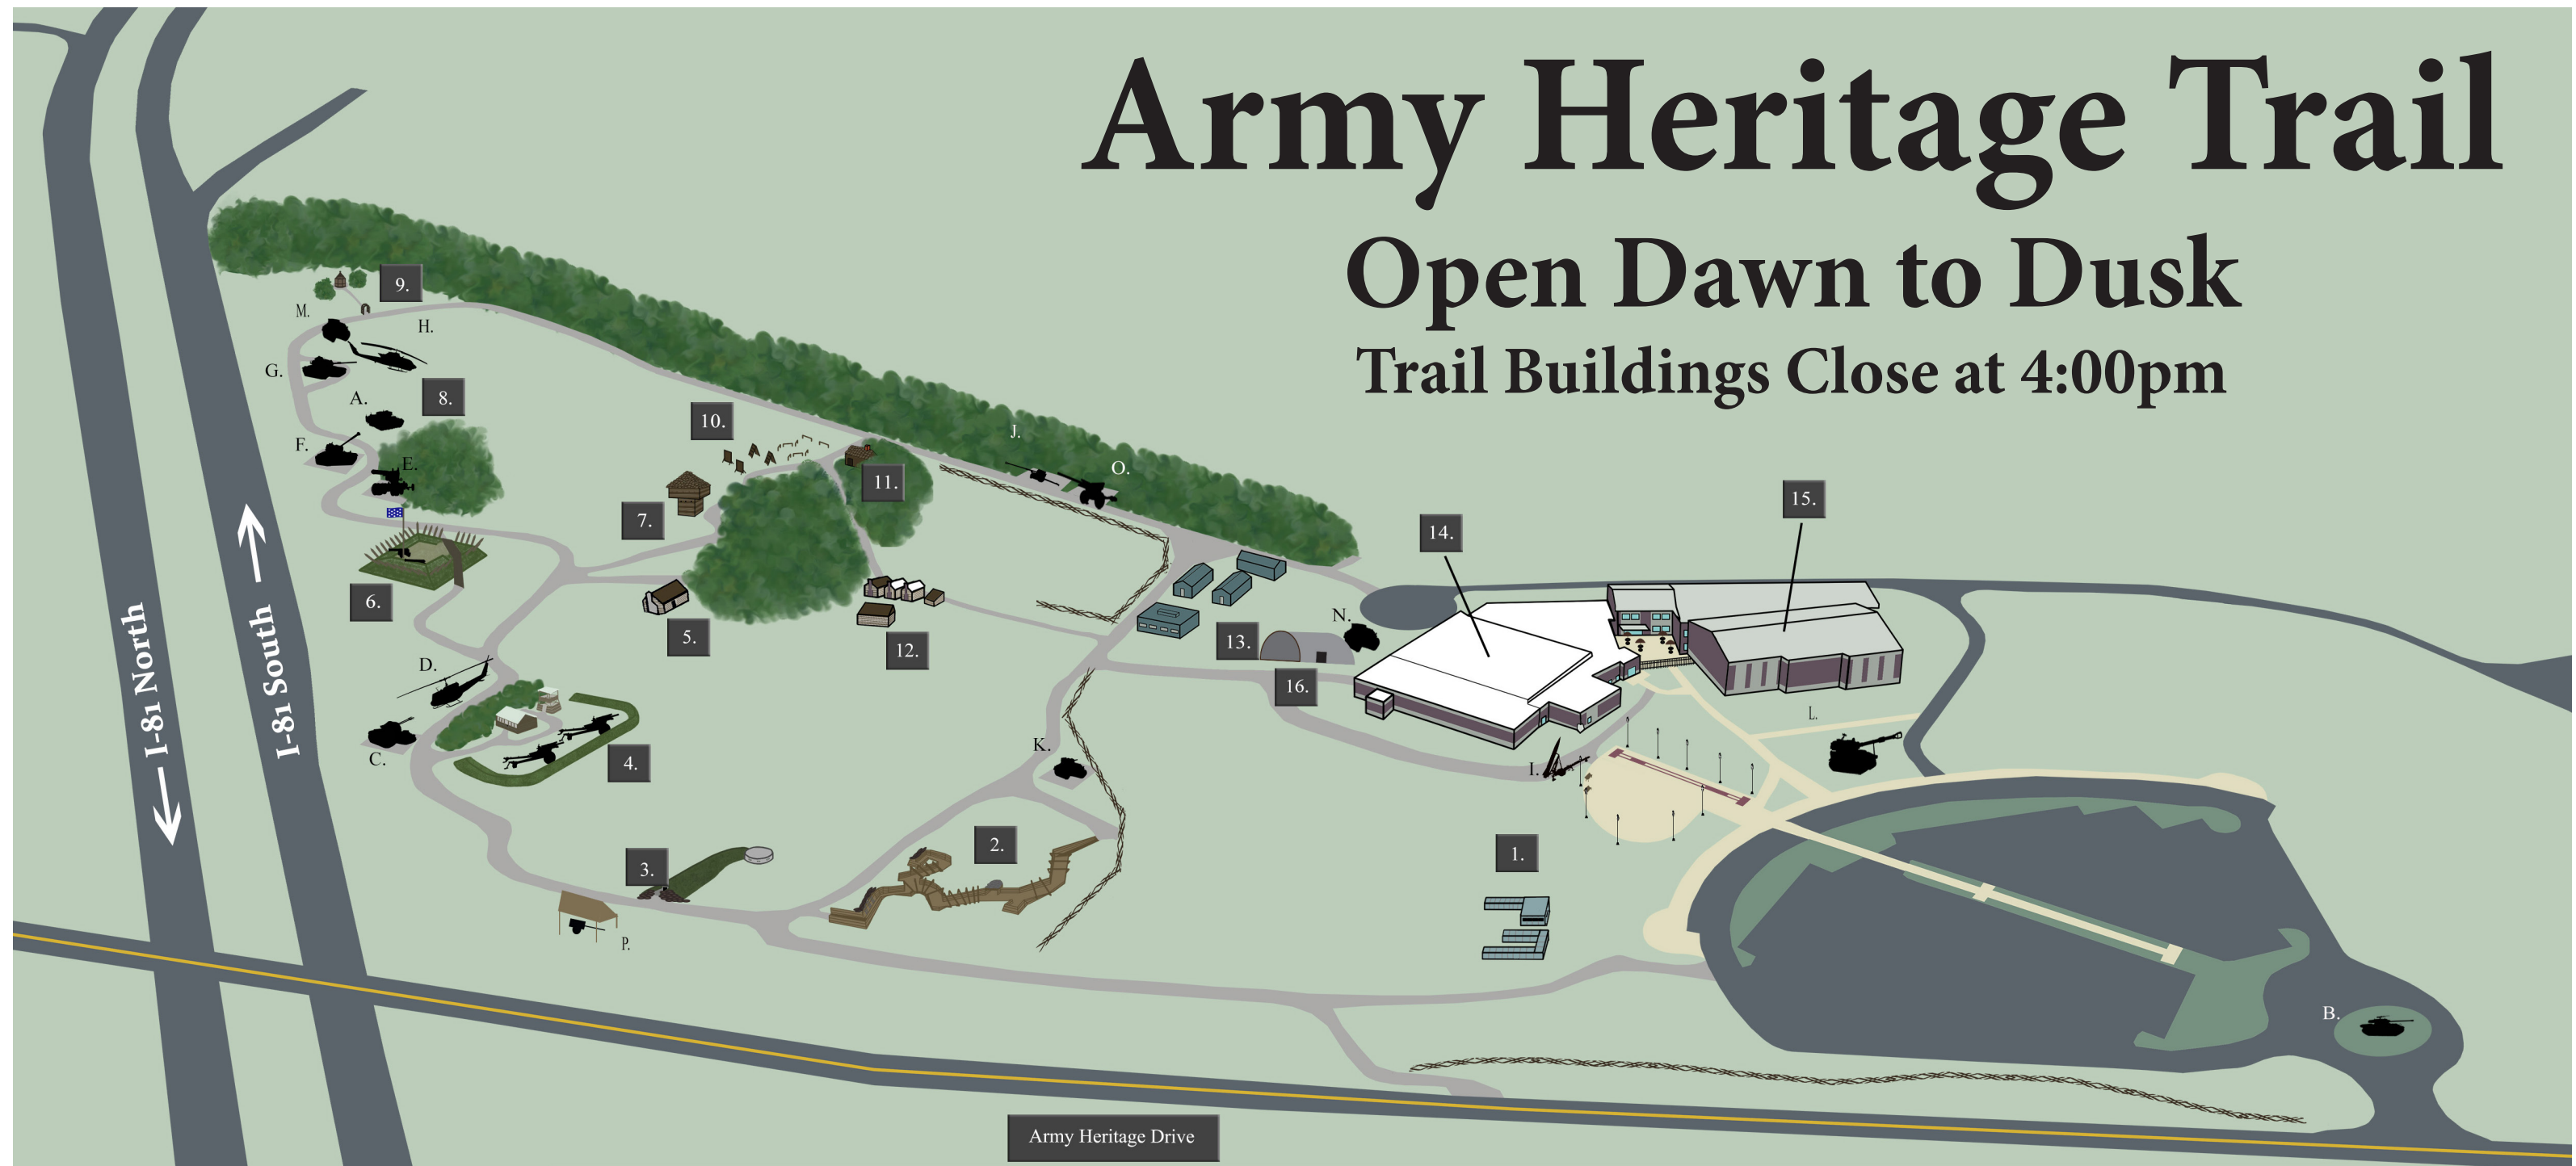 Army Heritage Trail
Open Dawn to Dusk
Trail Buildings Close at 4:00pm
9.
M.
H.
G.
A.
8.
F.
E.
10.
J.
O.
11.
7.
15.
14.
6.
5.
12.
13.
N.
16.
I-81 North
I-81 South
D.
C.
4.
K.
L.
I.
3.
2.
1.
P.
B.
Army Heritage Drive